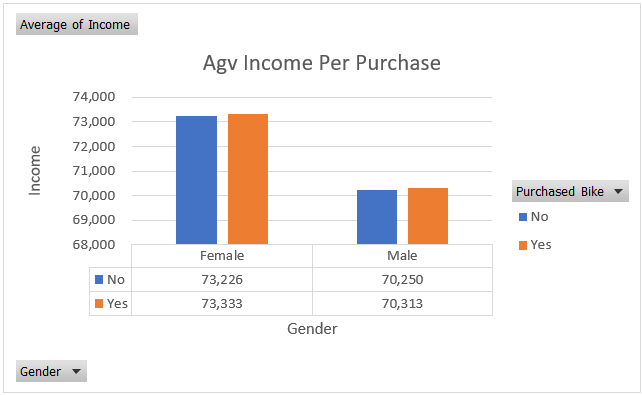 Average of Income
Agv Income Per Purchase
74,000
73,000
72,000
71,000
70,000
69,000
68,000
Income
Female Male
No 73,226 70,250
Yes 73,333 70,313
Gender
Purchased Bike
No
Yes
Gender